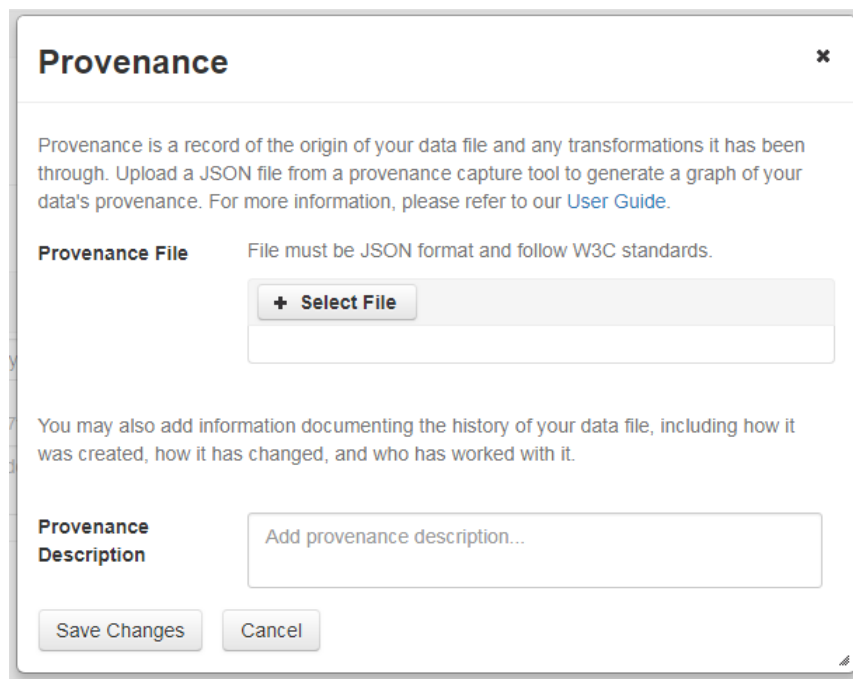 Provenance
Provenance is a record of the origin of your data file and any transformations it has been
through. Upload a JSON file from a provenance capture tool to generate a graph of your
data's provenance. For more information, please refer to our User Guide.
Provenance File
File must be JSON format and follow W3C standards.
+ Select File
You may also add information documenting the history of your data file, including how it
was created, how it has changed, and who has worked with it.
Provenance
Description
Add provenance description...
Save Changes
Cancel